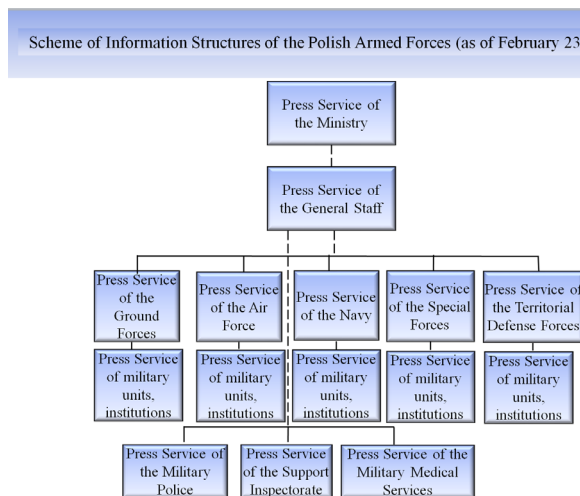 Scheme of Information Structures of the Polish Armed Forces (as of February 23
Press Service of
the Ministry
Press Service of
the General Staff
Press Service
of the
Ground
Forces
Press Service
of the Air
Force
Press Service
of the Navy
Press Service
of the Special
Forces
Press Service of
the Territorial
Defense Forces
Press Service
of military
units,
institutions
Press Service
of military
units,
institutions
Press Service
of military
units,
institutions
Press Service
of military
units,
institutions
Press Service
of military
units,
institutions
Press Service of
the Military
Police
Press Service
of the Support
Inspectorate
Press Service of the
Military Medical
Services